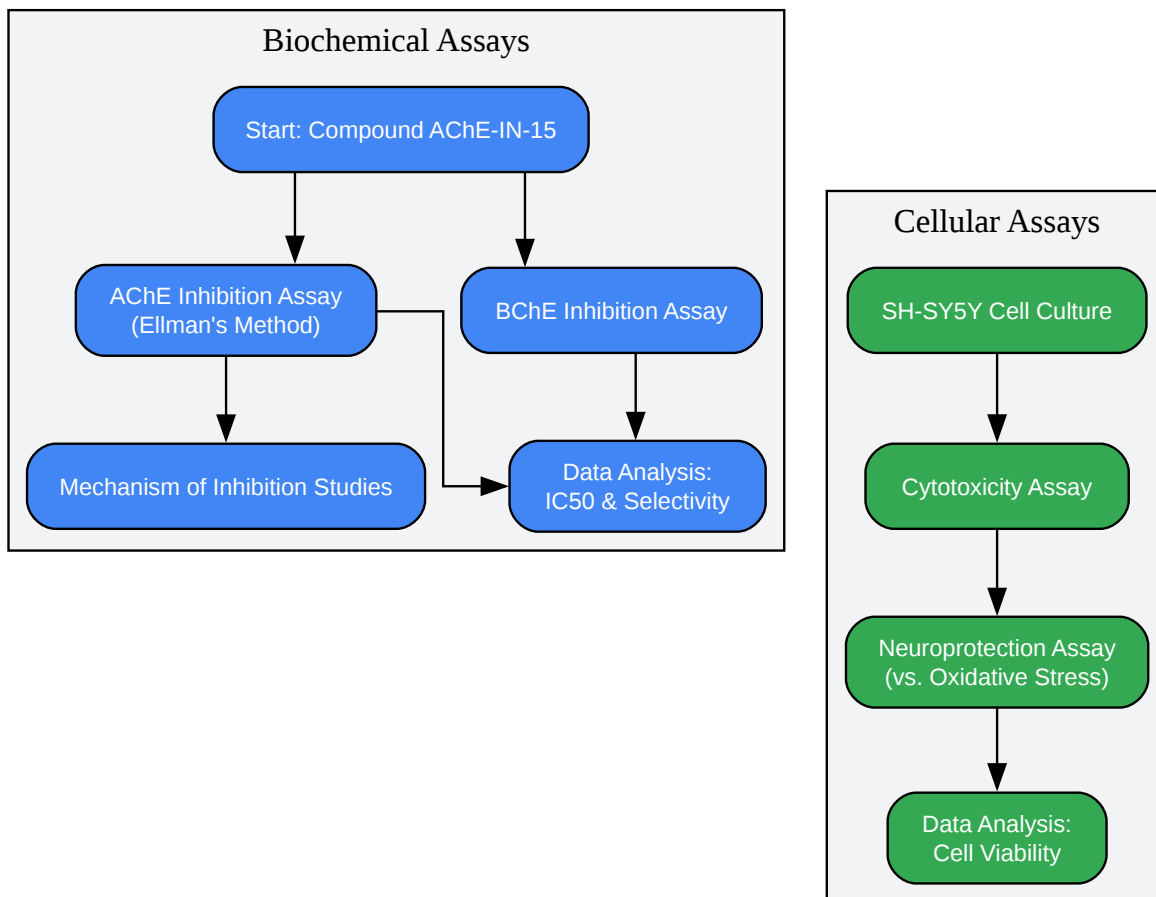 Biochemical Assays
Start: Compound AChE-IN-15
AChE Inhibition Assay
(Ellman's Method)
BChE Inhibition Assay
Mechanism of Inhibition Studies
Data Analysis:
IC50 & Selectivity
Cellular Assays
SH-SY5Y Cell Culture
Cytotoxicity Assay
Neuroprotection Assay
(vs. Oxidative Stress)
Data Analysis:
Cell Viability